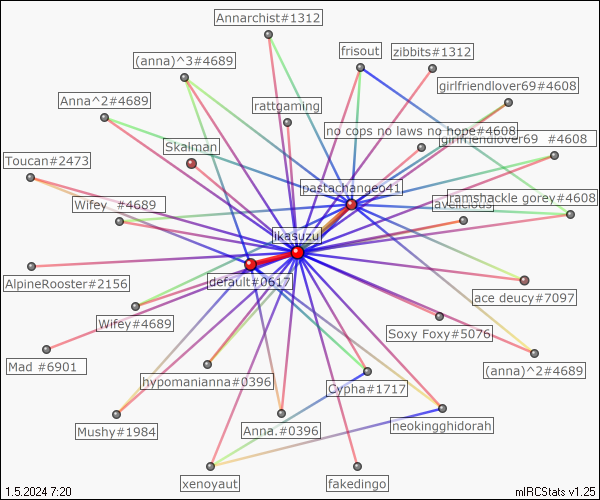 Annarchist#1312
frisout
zibbits#1312
(anna)^3#4689
girlfriendlover69#4608
Anna^2#4689
rattgaming
no cops no laws no hope#4608
girlfriendlover69 #4608
Skalman
Toucan#2473
pastachangeo41
ramshackle gorey#4608
Wifey_ #4689
ikasuzu
AlpineRooster#2156
default#0617
ace deucy#7097
Wifey#4689
Soxy Foxy#5076
Mad #6901
(anna)^2#4689
hypomanianna#0396
Cypha#1717
Mushy#1984
Anna.#0396
neokingghidorah
xenoyaut
fakedingo
1.5.2024 7:20
mIRCStats v1.25